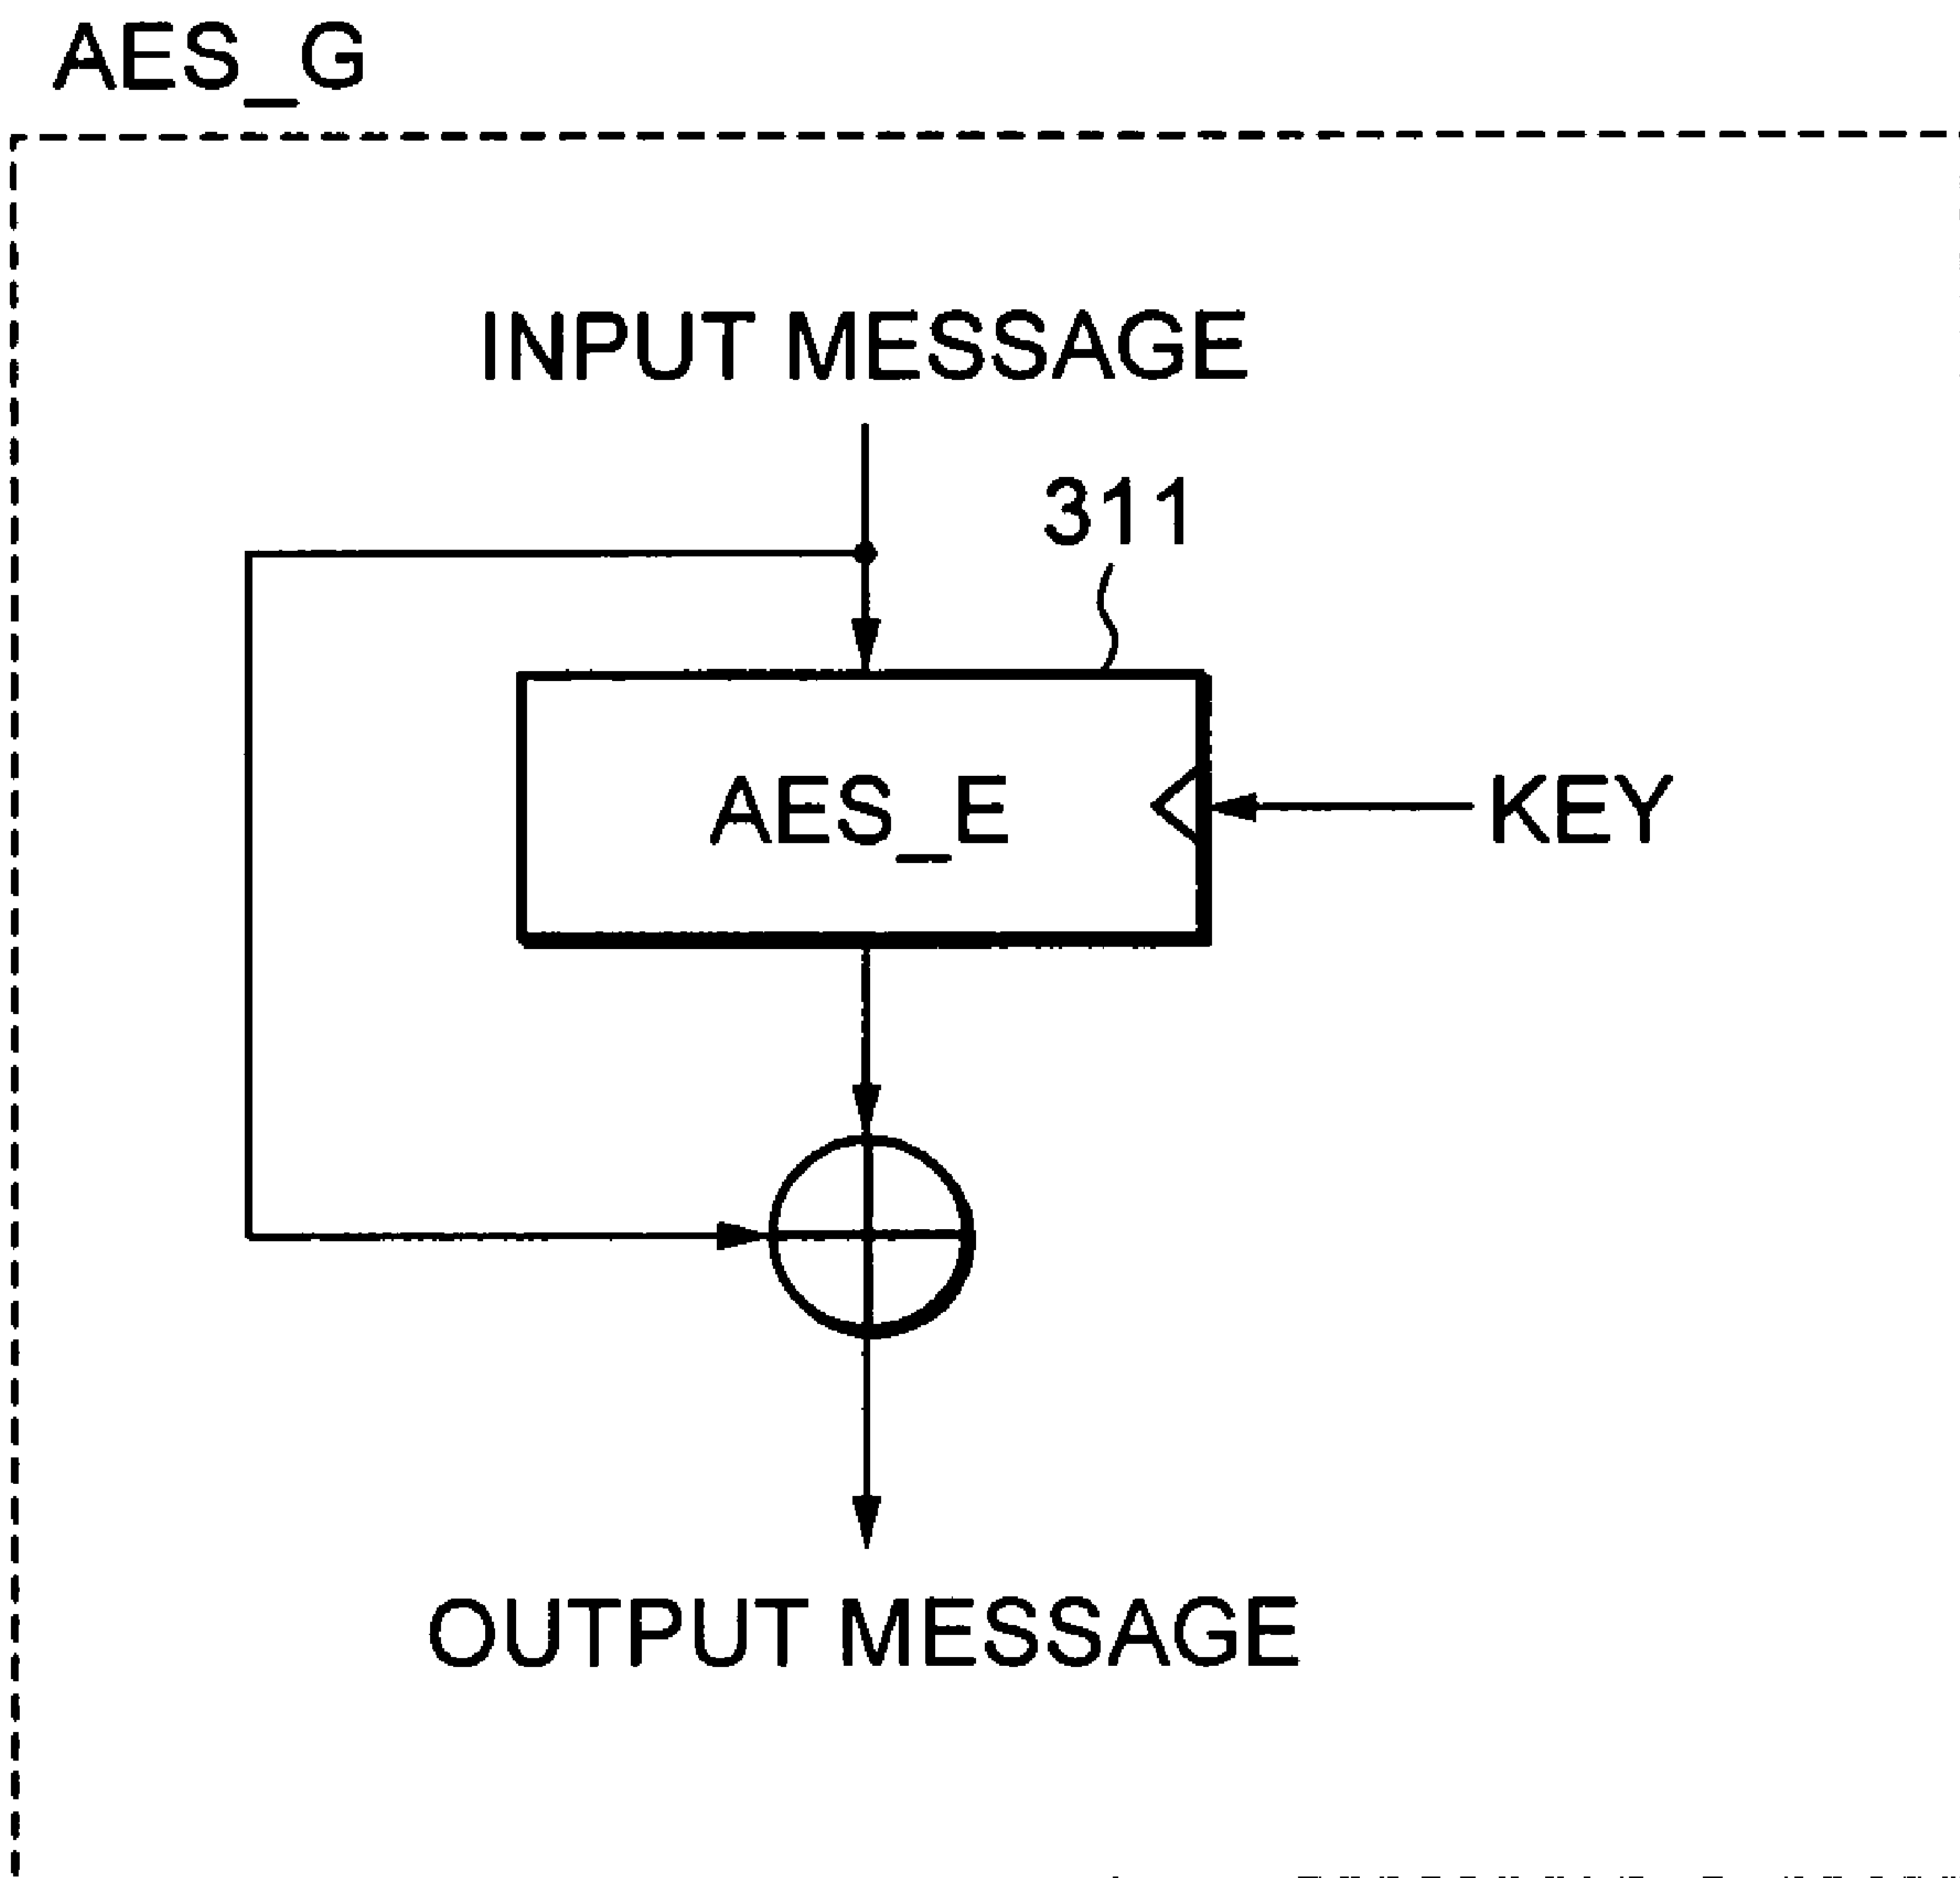 AES_G
INPUT MESSAGE
311
AES_E
KEY
OUTPUT MESSAGE